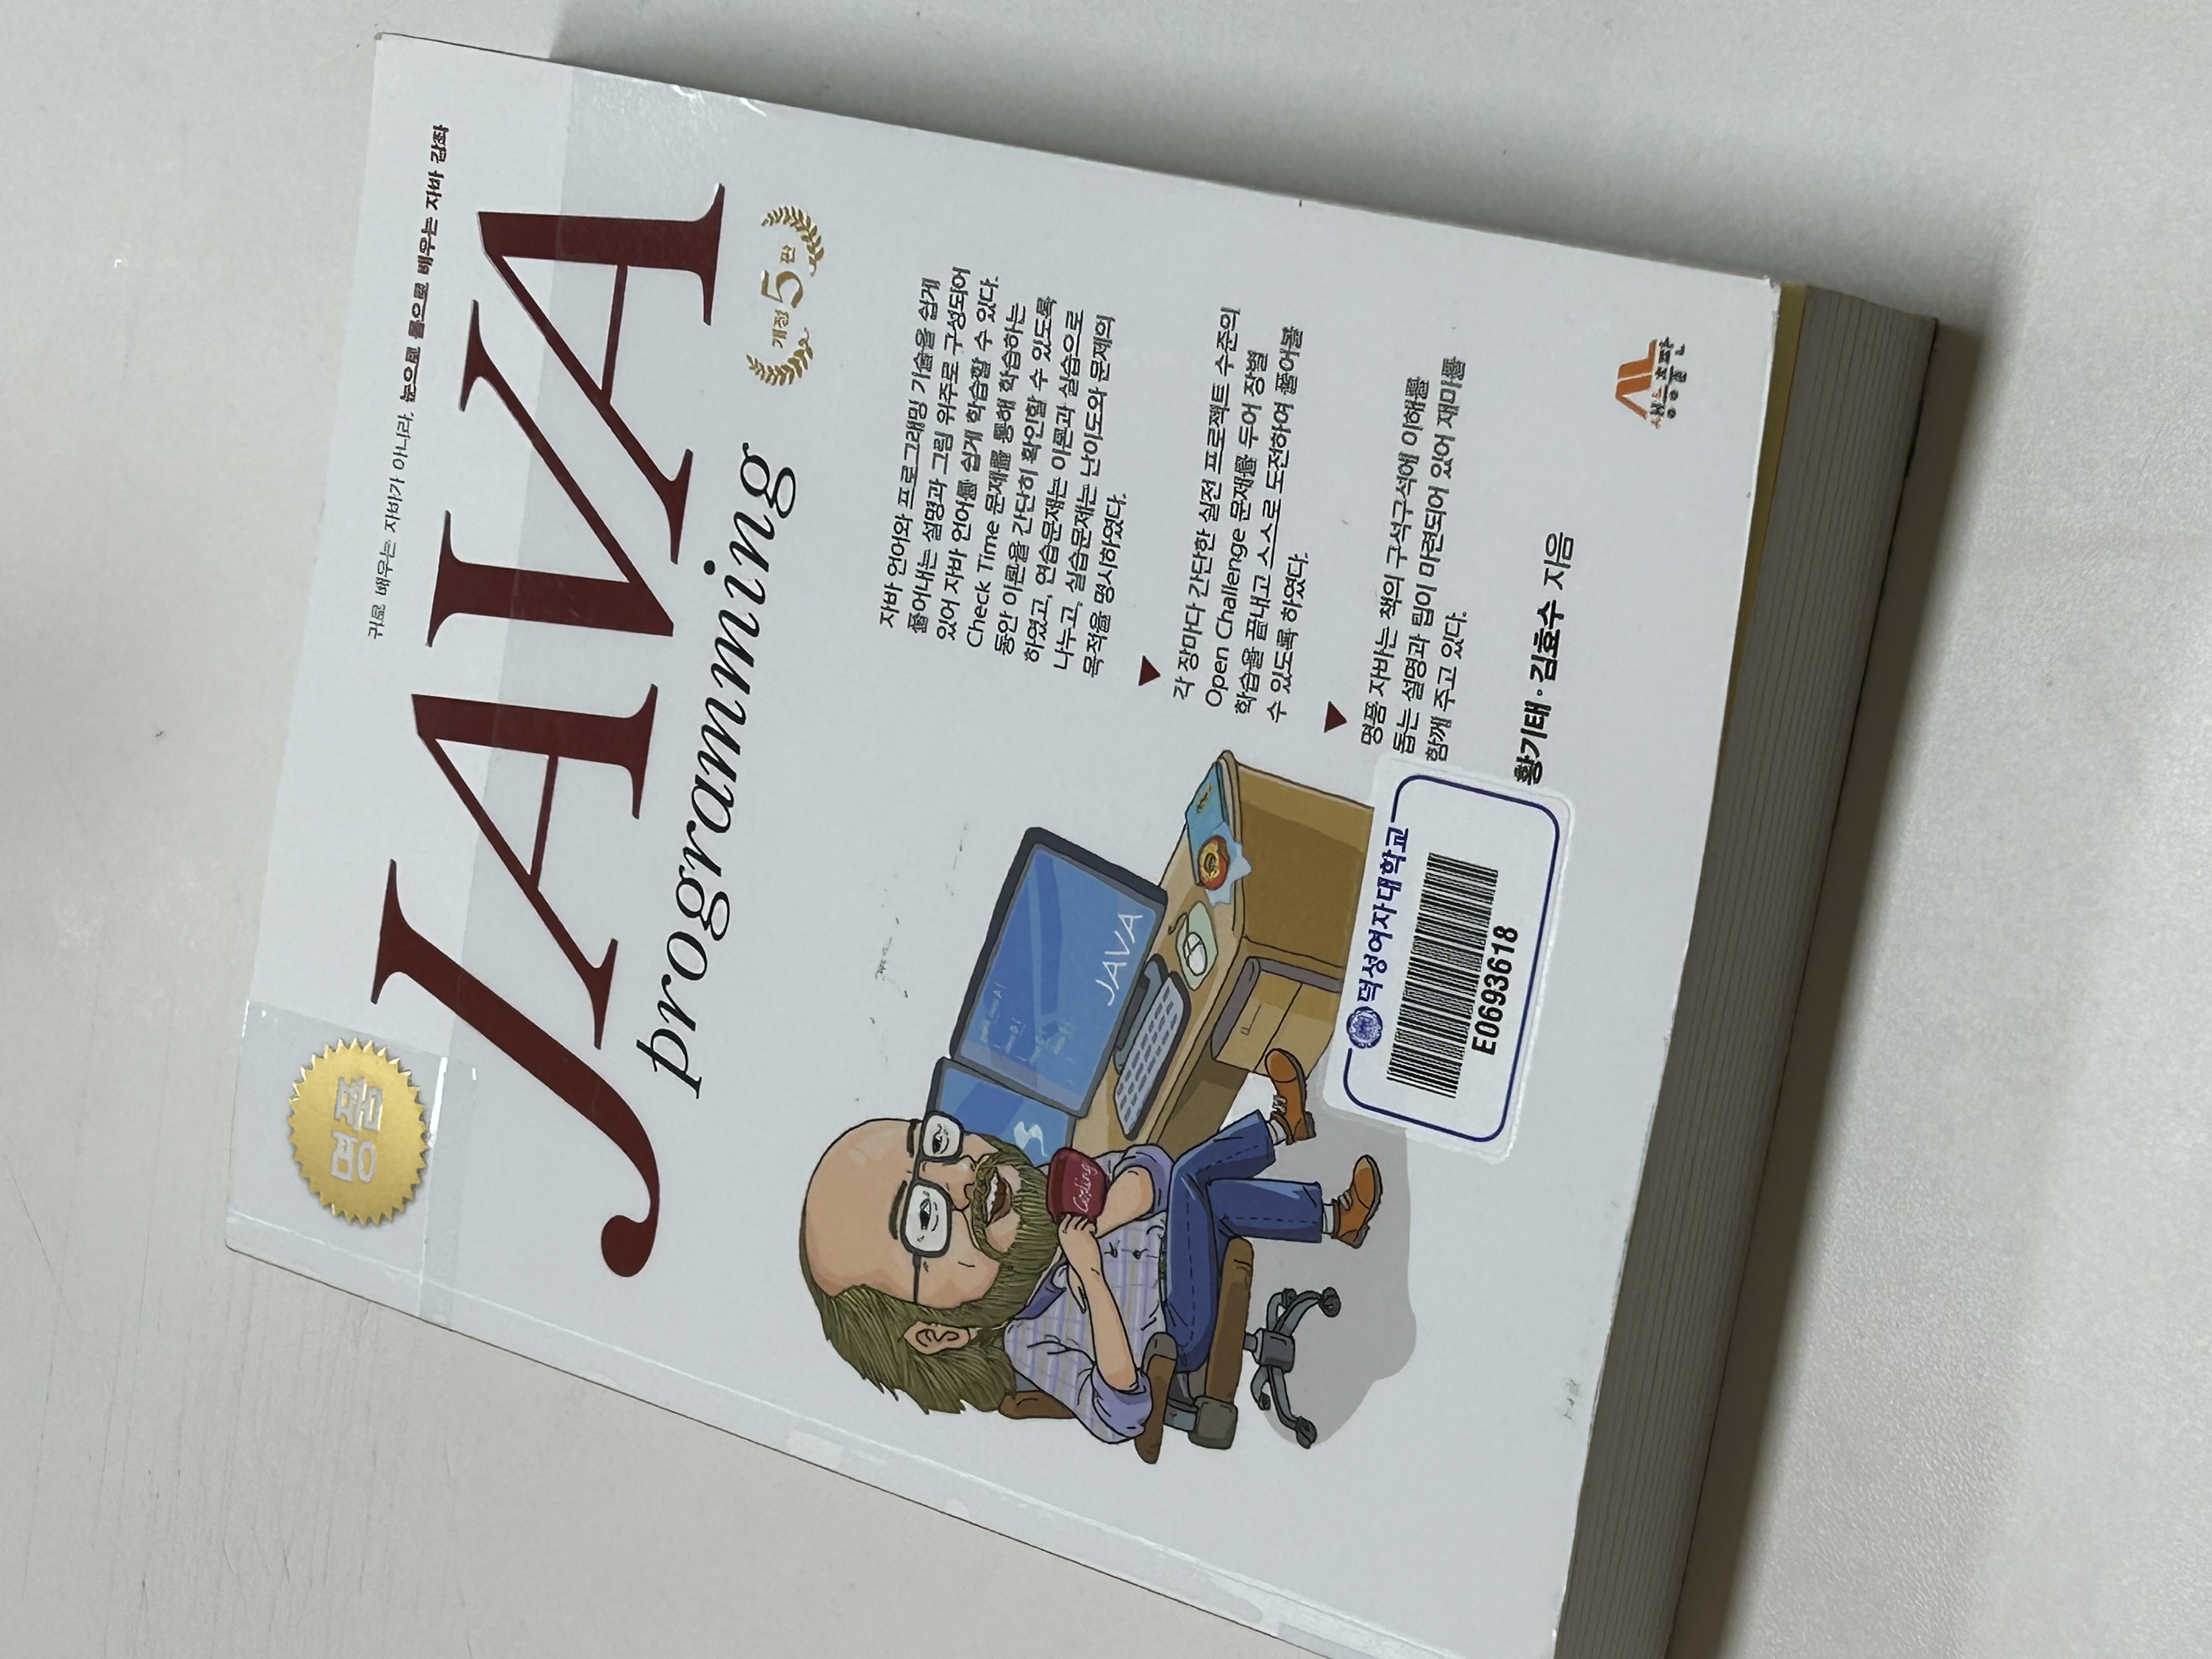 명품
귀로 배우는 자바가 아니라, 눈으로 몸으로 배우는 자바 강좌
JAVA
programming
개정 5 판
자바 언어와 프로그래밍 기술을 쉽게
풀어내는 설명과 그림 위주로 구성되어
있어 자바 언어를 쉽게 학습할 수 있다.
Check Time 문제를 통해 학습하는
동안 이론을 간단히 확인할 수 있도록
하였고, 연습문제는 이론과 실습으로
나누고, 실습문제는 난이도와 문제의
목적을 명시하였다.
각 장마다 간단한 실전 프로젝트 수준의
Open Challenge 문제를 두어 장별
학습을 끝내고 스스로 도전하여 풀어볼
수 있도록 하였다.
명품 자바는 책의 구석구석에 이해를
돕는 설명과 팁이 마련되어 있어 재미를
함께 주고 있다.
Coding
JAVA
덕성여자대학교
E0693618
황기태·김효수 지음
생능출판